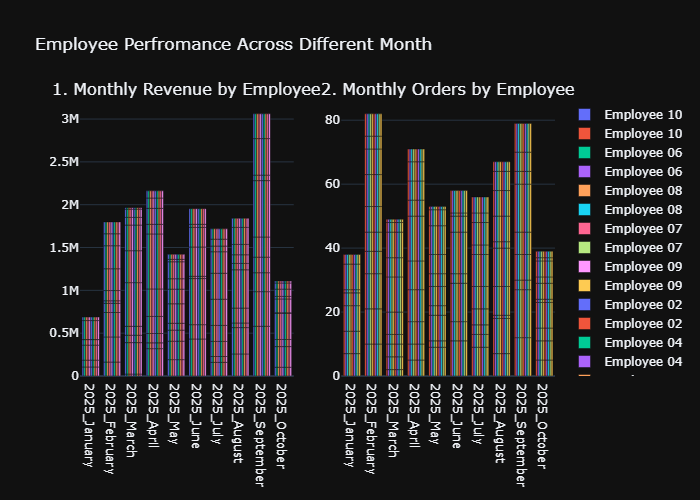 Employee Perfromance Across Different Month
1. Monthly Revenue by Employee
2. Monthly Orders by Employee
3M
2.5M
2M
1.5M
1M
0.5M
0
2025_January
2025_February
2025_March
2025_April
2025_May
2025_June
2025_July
2025_August
2025_September
2025_October
80
60
40
20
0
2025_January
2025_February
2025_March
2025_April
2025_May
2025_June
2025_July
2025_August
2025_September
2025_October
Employee 10
Employee 10
Employee 06
Employee 06
Employee 08
Employee 08
Employee 07
Employee 07
Employee 09
Employee 09
Employee 02
Employee 02
Employee 04
Employee 04